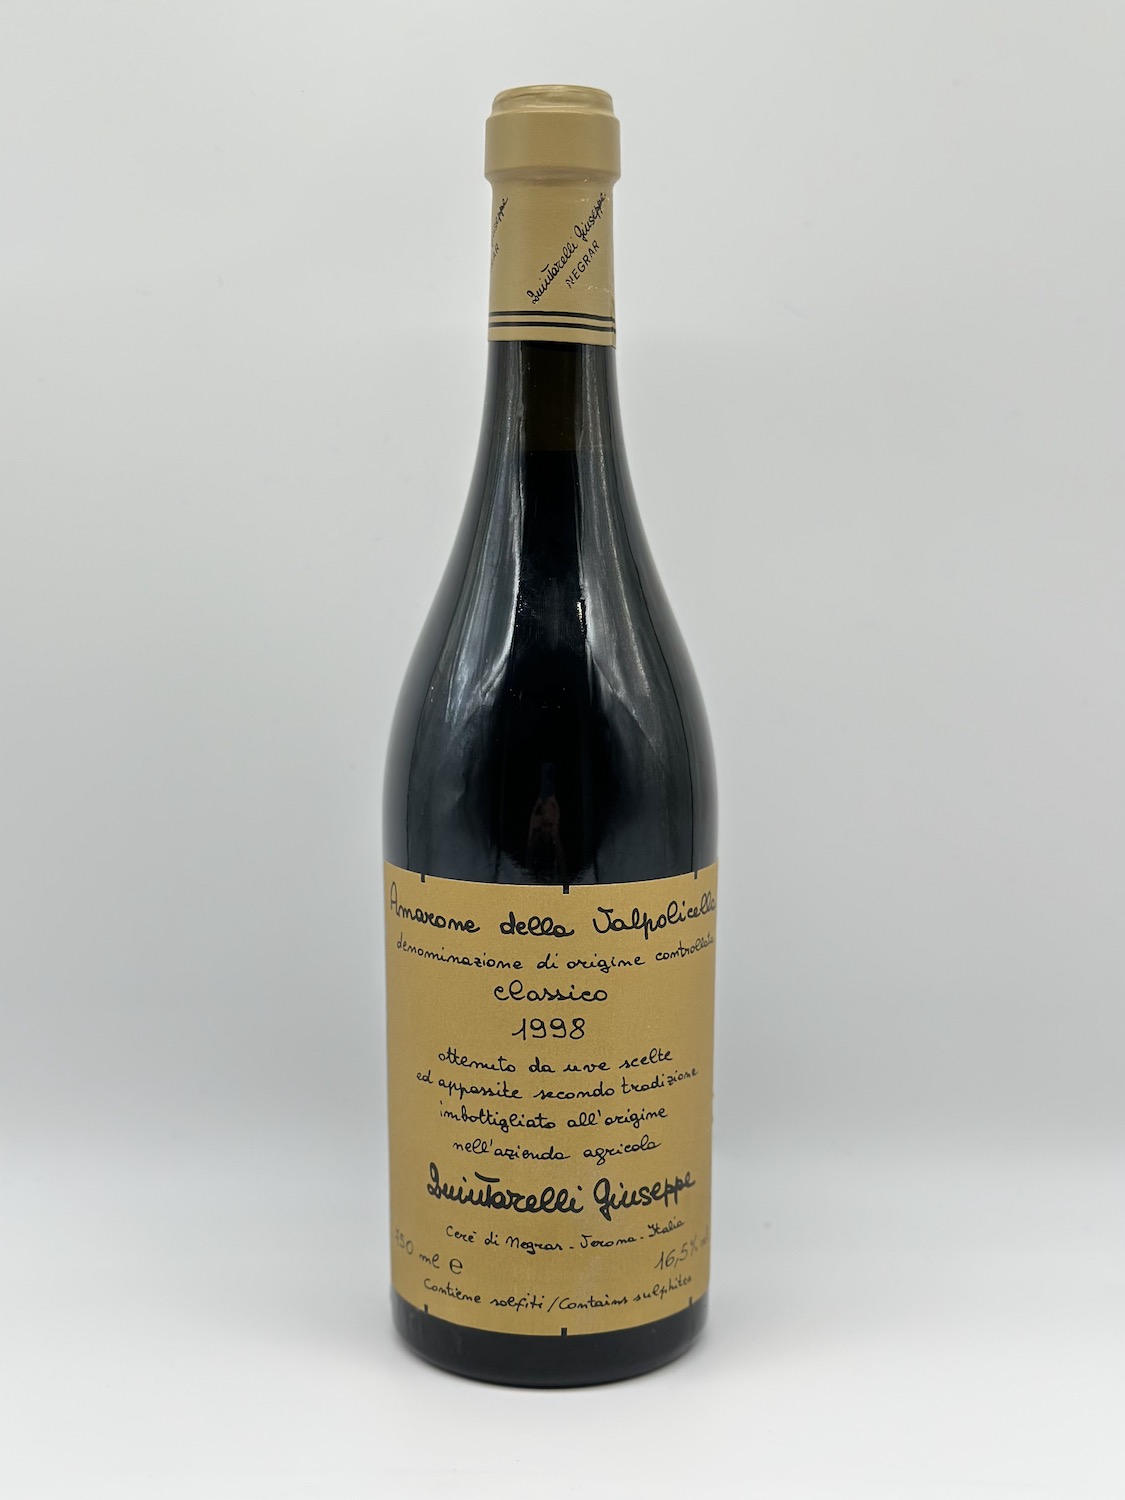 Quintarelli Giuseppe
NEGRAR
Amarone della Valpolicella
denominazione di origine controllata
classico
1998
ottenuto da uve scelte
ed appassite secondo tradizione
imbottigliato all'origine
nell'azienda agricola
Quintarelli Giuseppe
Cerè di Negrar - Verona - Italia
750 ml e
16,5% vol
Contiene solfiti/Contains sulphites